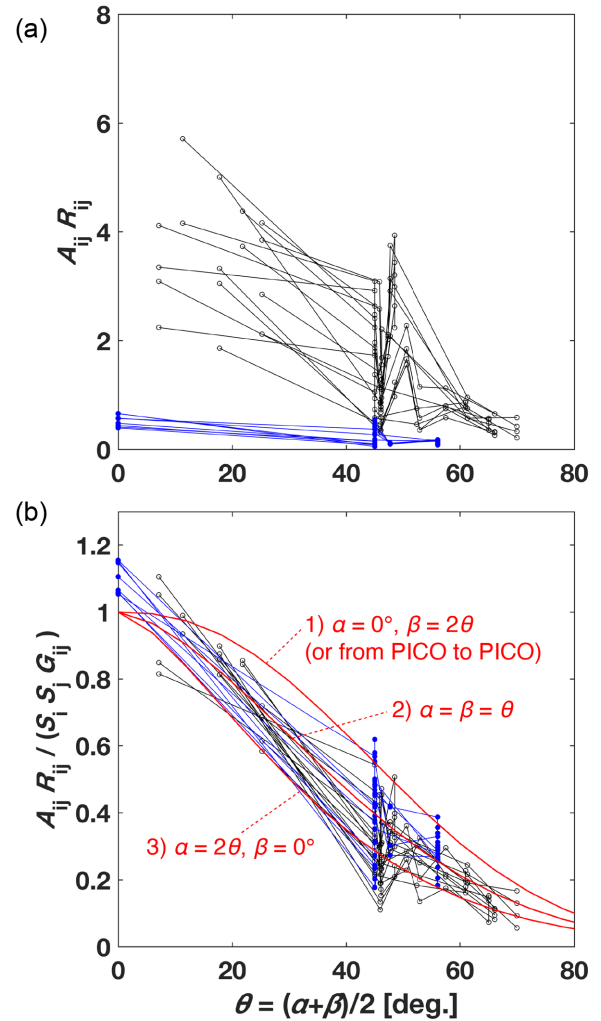 (a)
8
6
4
2
0
A_ij R_ij
0 20 40 60 80
(b)
1.2
1
0.8
0.6
0.4
0.2
0
A_ij R_ij / (S_i S_j G_ij)
1) α = 0°, β = 2θ
(or from PICO to PICO)
2) α = β = θ
3) α = 2θ, β = 0°
0 20 40 60 80
θ = (α+β)/2 [deg.]